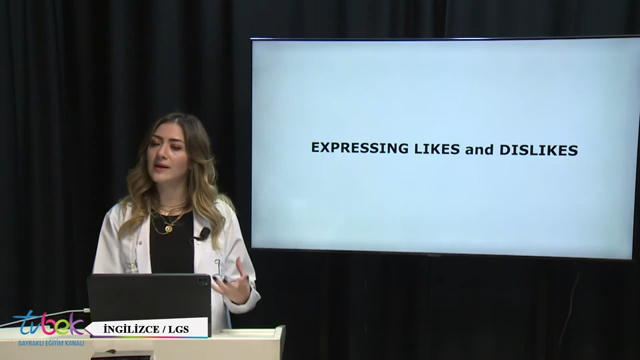 EXPRESSING LIKES and DISLIKES
tvbek
BAYRAKLI EĞİTİM KANALI
İNGİLİZCE / LGS